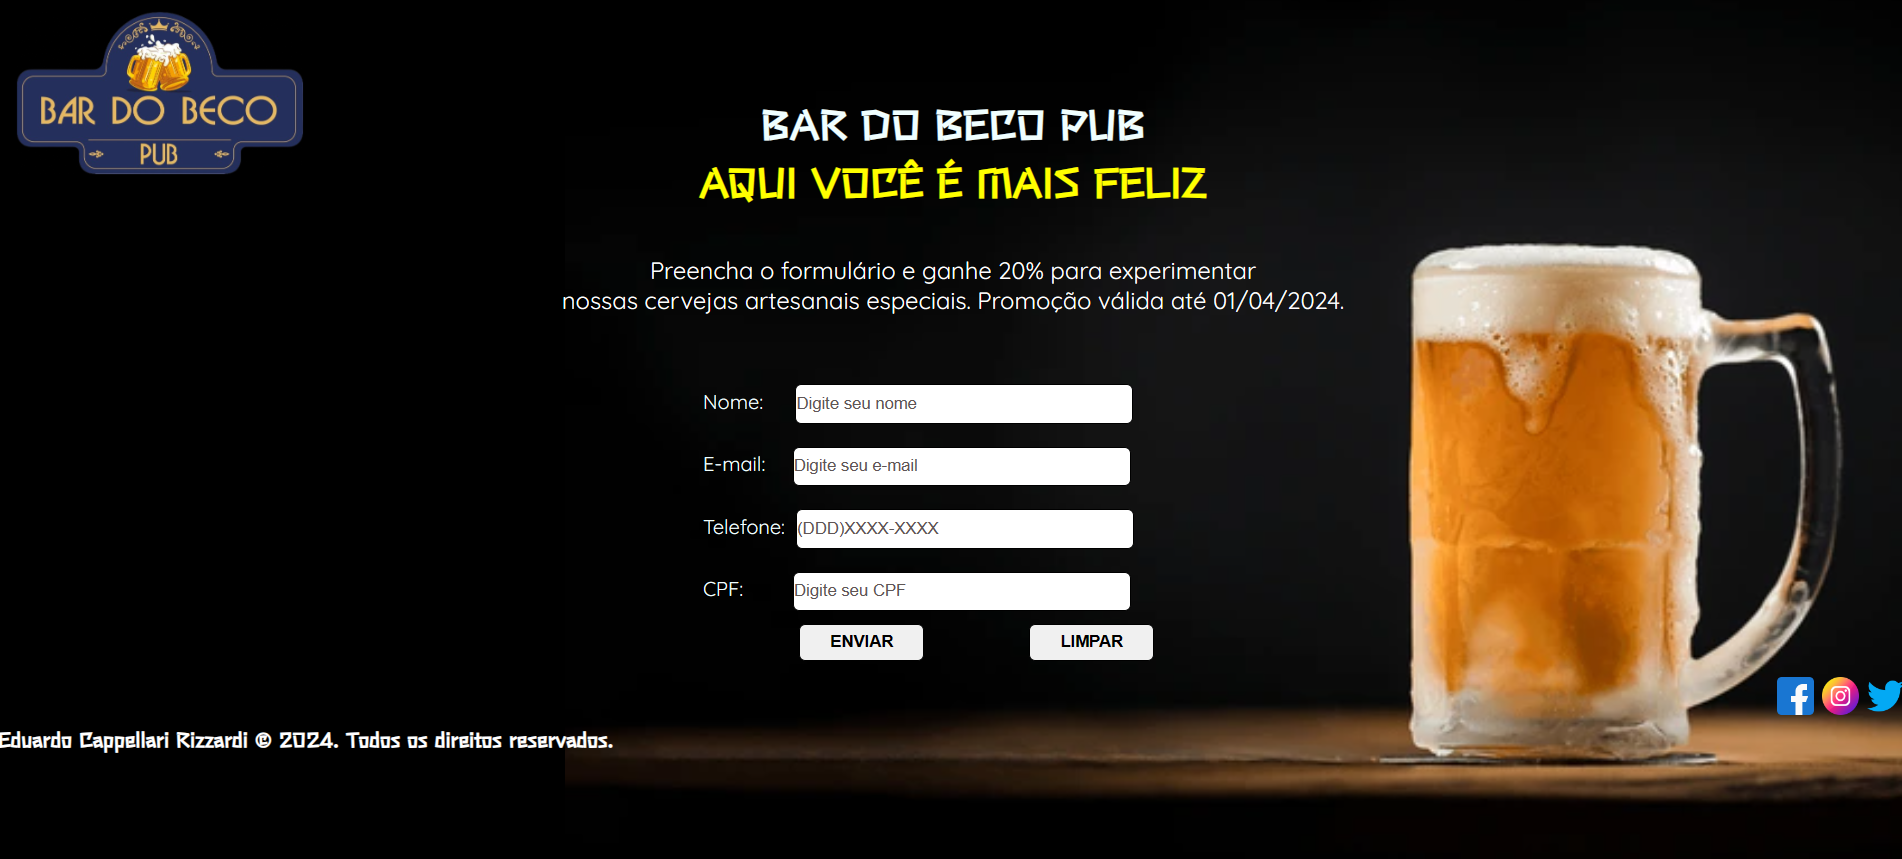 BAR DO BECO
PUB
BAR DO BECO PUB
AQUI VOCÊ É MAIS FELIZ
Preencha o formulário e ganhe 20% para experimentar
nossas cervejas artesanais especiais. Promoção válida até 01/04/2024.
Nome: Digite seu nome
E-mail: Digite seu e-mail
Telefone: (DDD)XXXX-XXXX
CPF: Digite seu CPF
ENVIAR LIMPAR
Eduardo Cappellari Rizzardi © 2024. Todos os direitos reservados.